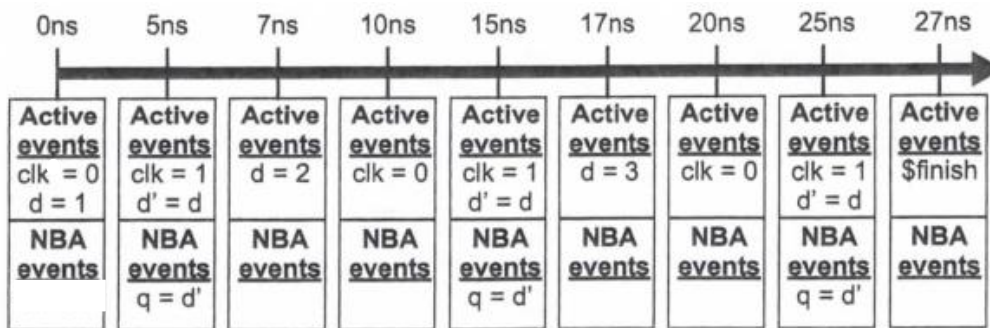 0ns 5ns 7ns 10ns 15ns 17ns 20ns 25ns 27ns
Active Active Active Active Active Active Active Active Active
events events events events events events events events events
clk = 0 clk = 1 d = 2 clk = 0 clk = 1 d = 3 clk = 0 clk = 1 $finish
d = 1 d' = d d' = d d' = d
NBA NBA NBA NBA NBA NBA NBA NBA NBA
events events events events events events events events events
q = d' q = d' q = d'